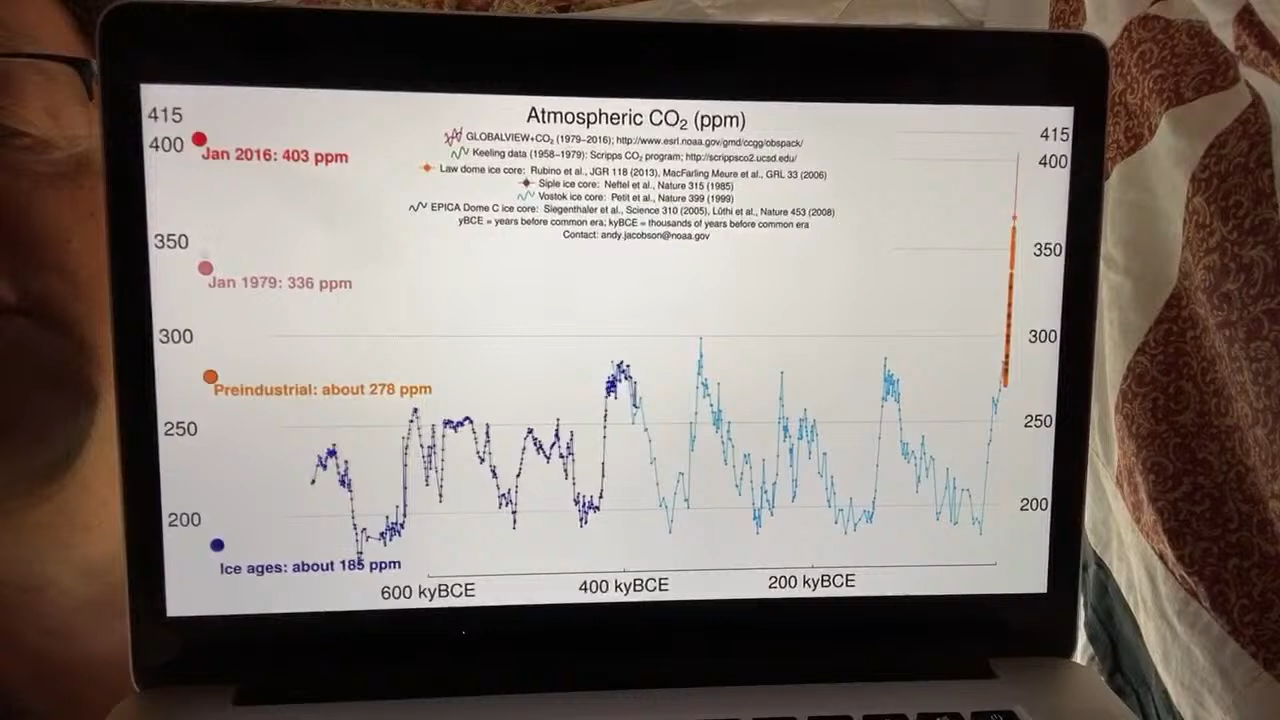 Atmospheric CO₂ (ppm)
GLOBALVIEW+CO₂ (1979–2016); http://www.esrl.noaa.gov/gmd/ccgg/obspack/
Keeling data (1958–1979): Scripps CO₂ program; http://scrippsco2.ucsd.edu/
Law dome ice core: Rubino et al., JGR 118 (2013), MacFarling Meure et al., GRL 33 (2006)
Siple ice core: Neftel et al., Nature 315 (1985)
Vostok ice core: Petit et al., Nature 399 (1999)
EPICA Dome C ice core: Siegenthaler et al., Science 310 (2005), Lüthi et al., Nature 453 (2008)
yBCE = years before common era; kyBCE = thousands of years before common era
Contact: andy.jacobson@noaa.gov
415
400
350
300
250
200
Jan 2016: 403 ppm
Jan 1979: 336 ppm
Preindustrial: about 278 ppm
Ice ages: about 185 ppm
415
400
350
300
250
200
600 kyBCE
400 kyBCE
200 kyBCE